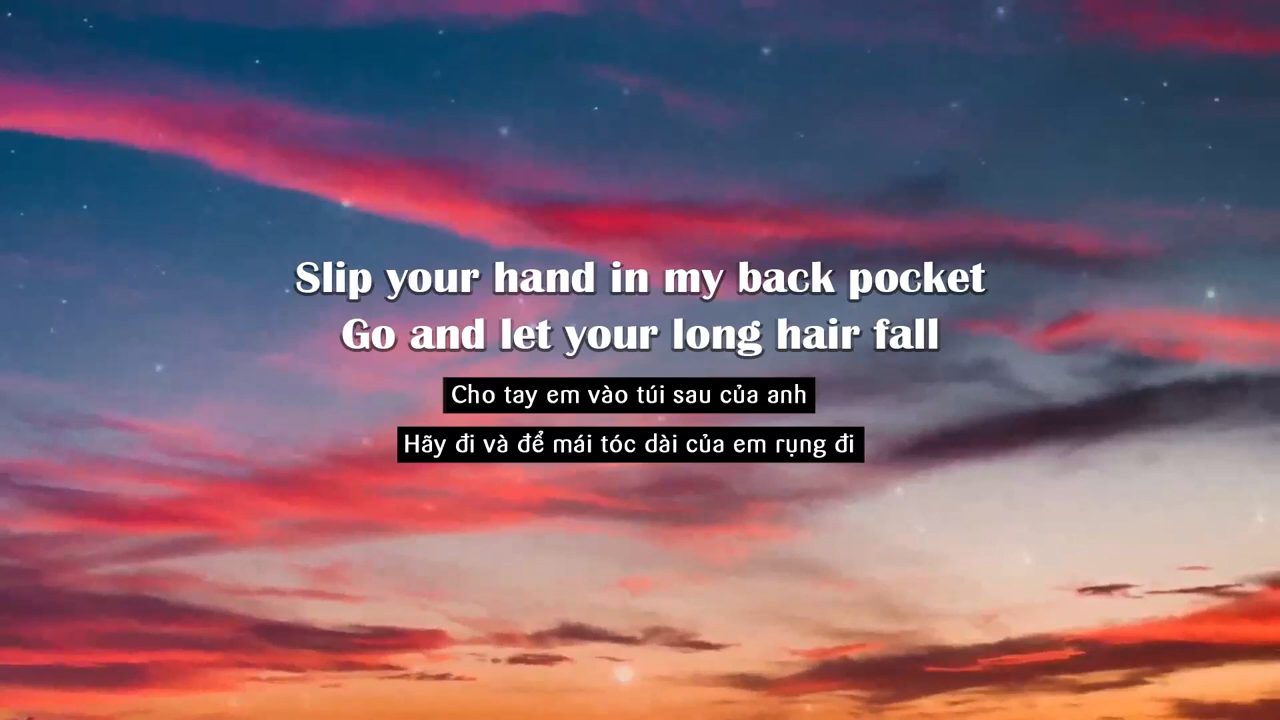 Slip your hand in my back pocket
Go and let your long hair fall
Cho tay em vào túi sau của anh
Hãy đi và để mái tóc dài của em rụng đi